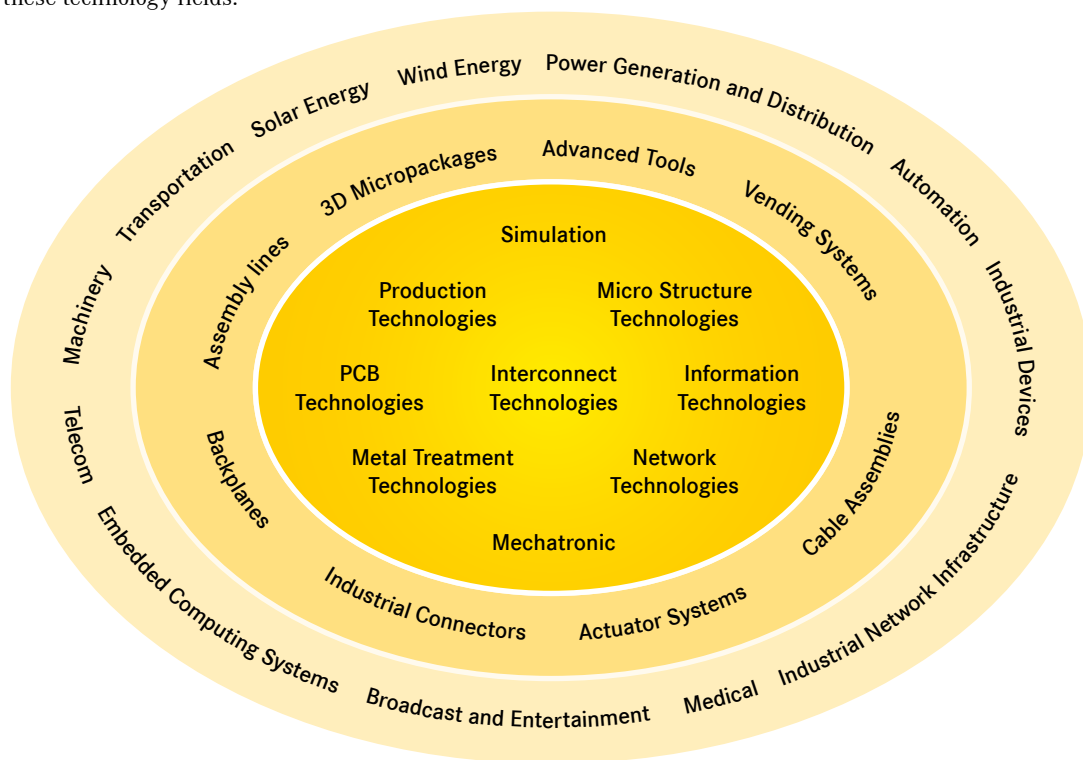 these technology fields.
Wind Energy
Power Generation and Distribution
Solar Energy
Transportation
Automation
Machinery
Industrial Devices
Telecom
Embedded Computing Systems
Broadcast and Entertainment
Medical
Industrial Network Infrastructure
3D Micropackages
Advanced Tools
Vending Systems
Assembly lines
Backplanes
Cable Assemblies
Industrial Connectors
Actuator Systems
Simulation
Production
Technologies
Micro Structure
Technologies
PCB
Technologies
Interconnect
Technologies
Information
Technologies
Metal Treatment
Technologies
Network
Technologies
Mechatronic